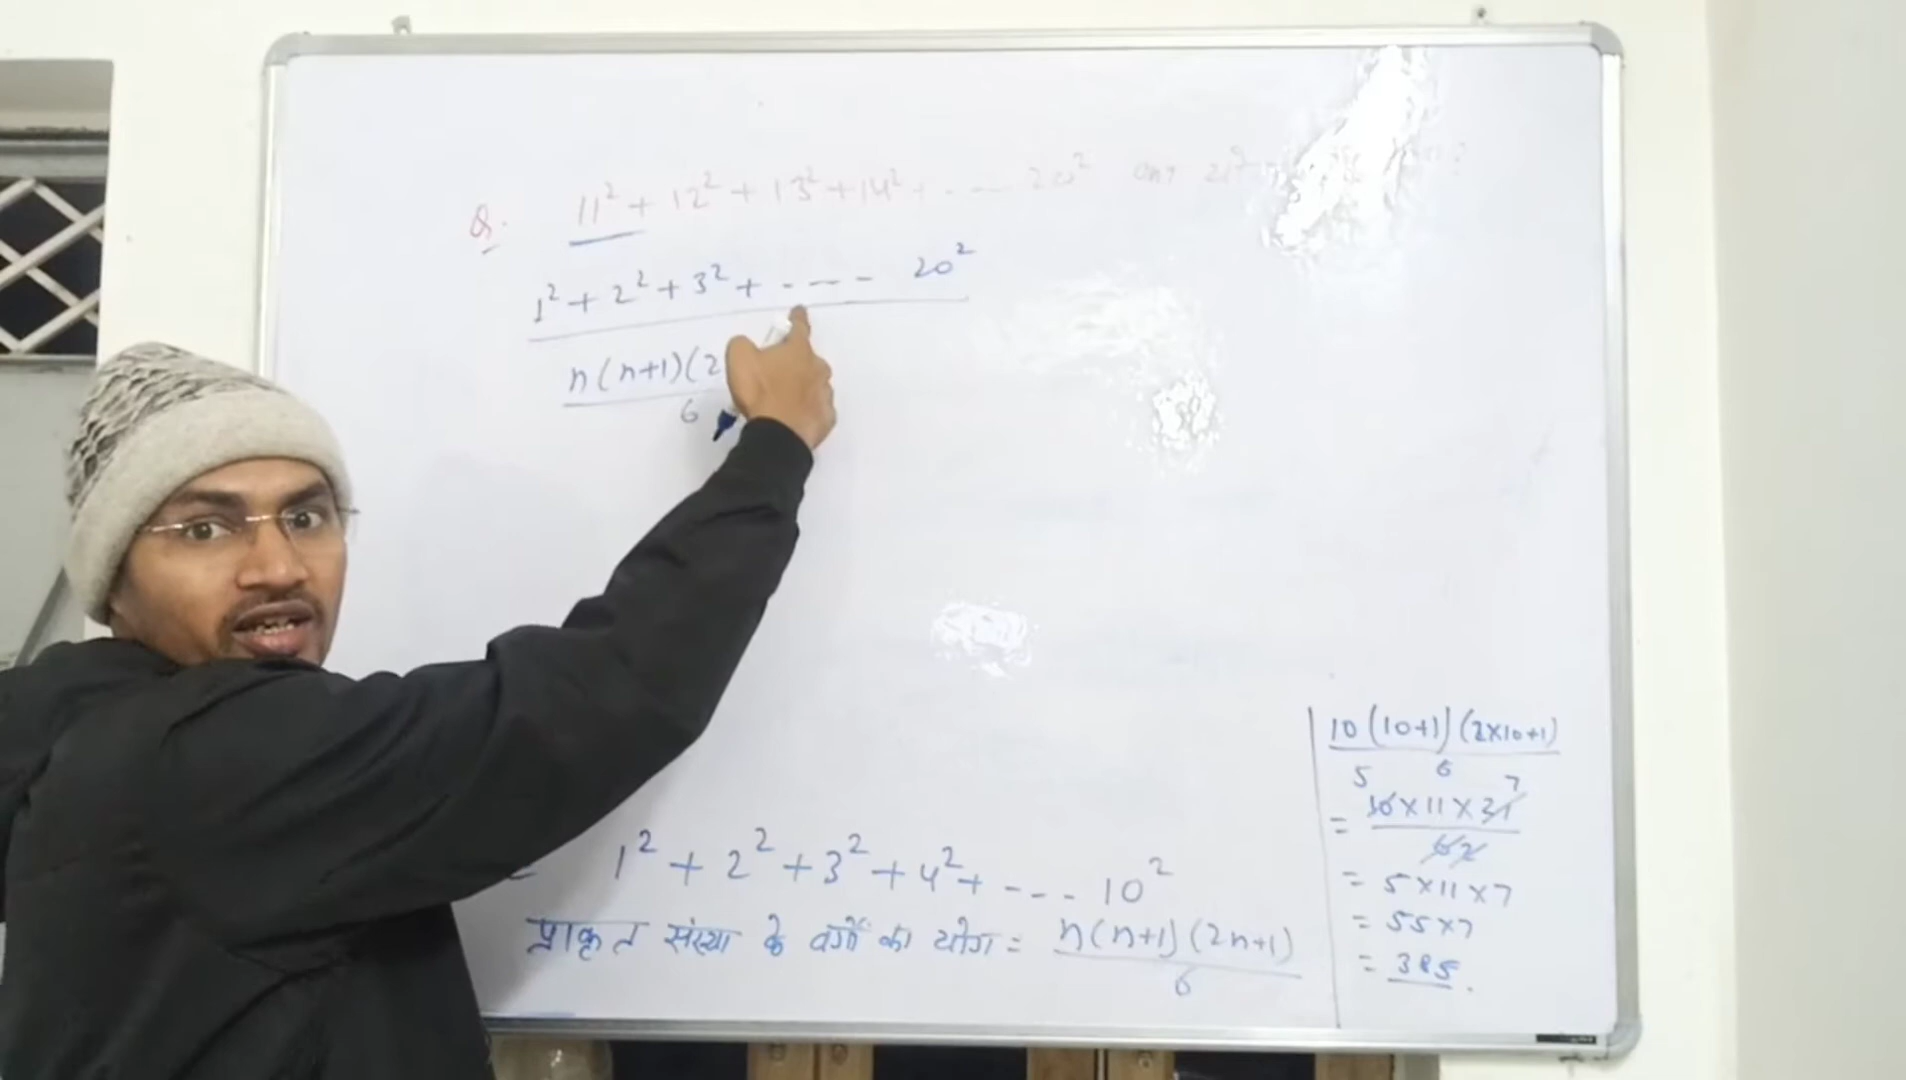 Q. 11² + 12² + 13² + 14² + - - - 20² का
1² + 2² + 3² + - - - - 20²
n(n+1)(2
6
1² + 2² + 3² + 4² + - - - 10²
प्राकृत संख्या के वर्गों का योग = n(n+1)(2n+1)
6
10(10+1)(2×10+1)
6
5 7
= 10×11×21
6 2
= 5×11×7
= 55×7
= 385.